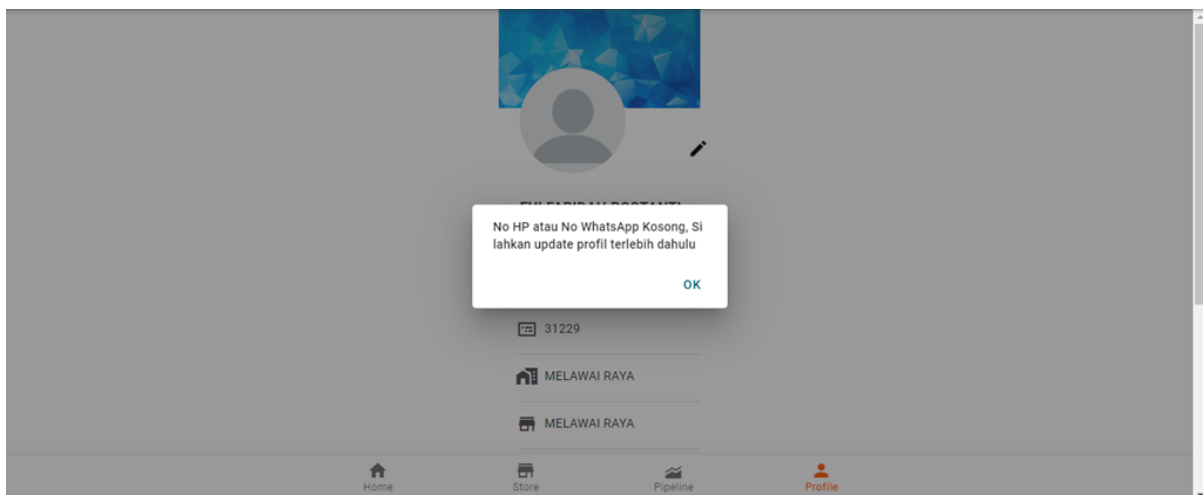 No HP atau No WhatsApp Kosong, Si
lahkan update profil terlebih dahulu
OK
31229
MELAWAI RAYA
MELAWAI RAYA
Home
Store
Pipeline
Profile